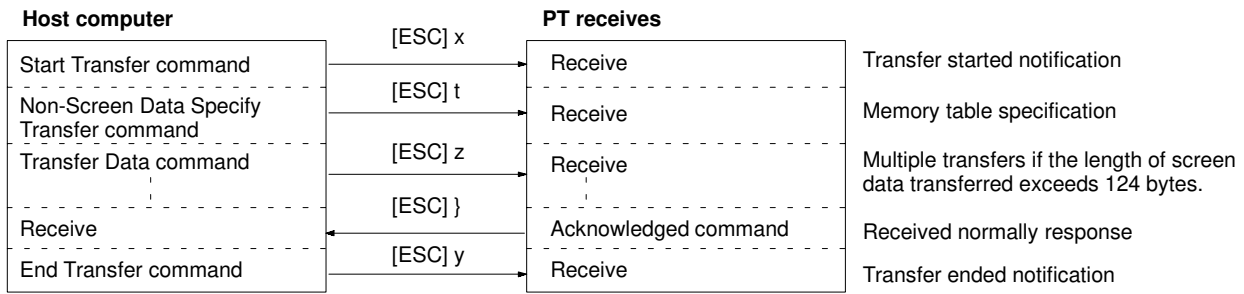 Host computer
PT receives
Start Transfer command
[ESC] x
Receive
Transfer started notification
Non-Screen Data Specify
Transfer command
[ESC] t
Receive
Memory table specification
Transfer Data command
[ESC] z
Receive
Multiple transfers if the length of screen
data transferred exceeds 124 bytes.
Receive
[ESC] }
Acknowledged command
Received normally response
End Transfer command
[ESC] y
Receive
Transfer ended notification